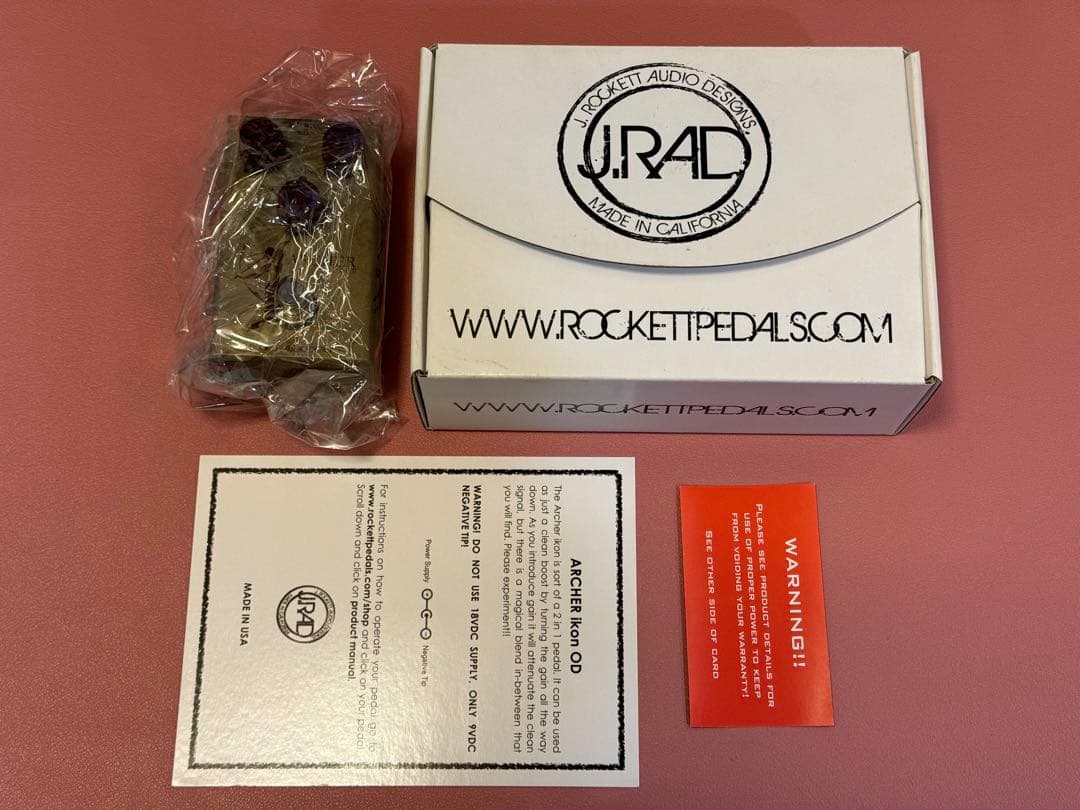 J. ROCKETT AUDIO DESIGNS.
J.RAD.
MADE IN CALIFORNIA
WWW.ROCKETTPEDALS.COM
WWW.ROCKETTPEDALS.COM
ARCHER ikon OD
The Archer ikon is sort of a 2 in 1 pedal. It can be used
as just a clean boost by turning the gain all the way
down. As you introduce gain it will attenuate the clean
signal, but there is a magical blend in-between that
you will find. Please experiment!!
WARNING! DO NOT USE 18VDC SUPPLY. ONLY 9VDC
NEGATIVE TIP!
Power Supply
Negative Tip
For instructions on how to operate your pedal go to
www.rockettpedals.com/shop and click on your pedal.
Scroll down and click on product manual.
J.RAD
MADE IN USA
WARNING!!
PLEASE SEE PRODUCT DETAILS FOR
USE OF PROPER POWER TO KEEP
FROM VOIDING YOUR WARRANTY!
SEE OTHER SIDE OF CARD